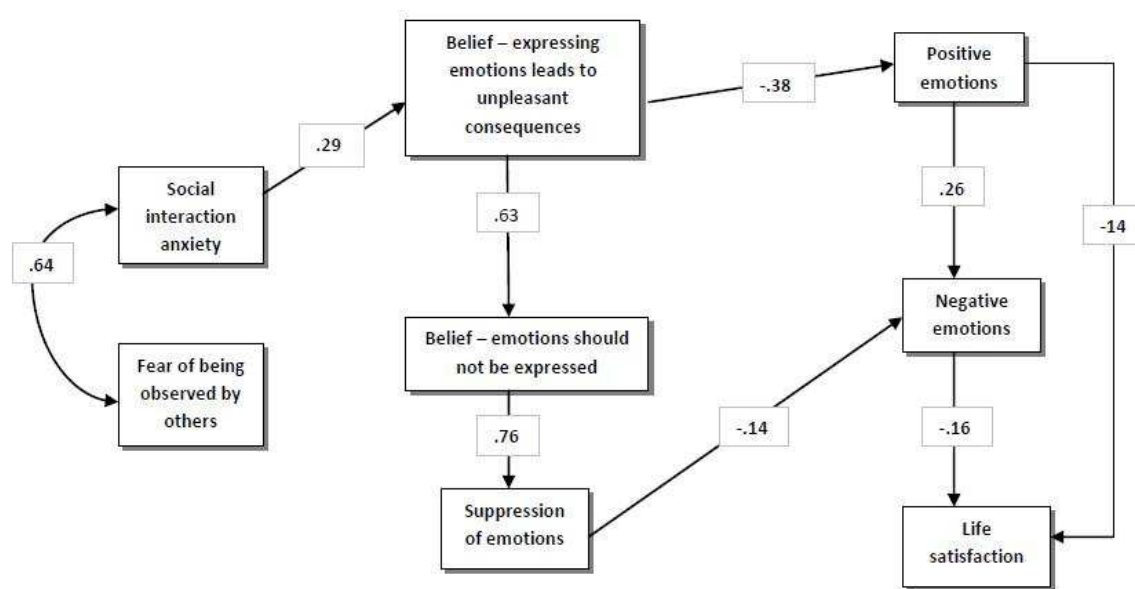 Belief – expressing
emotions leads to
unpleasant
consequences
Positive
emotions
-.38
.29
Social
interaction
anxiety
.63
.26
-14
.64
Negative
emotions
Belief – emotions should
not be expressed
Fear of being
observed by
others
.76
-.14
-.16
Suppression
of emotions
Life
satisfaction